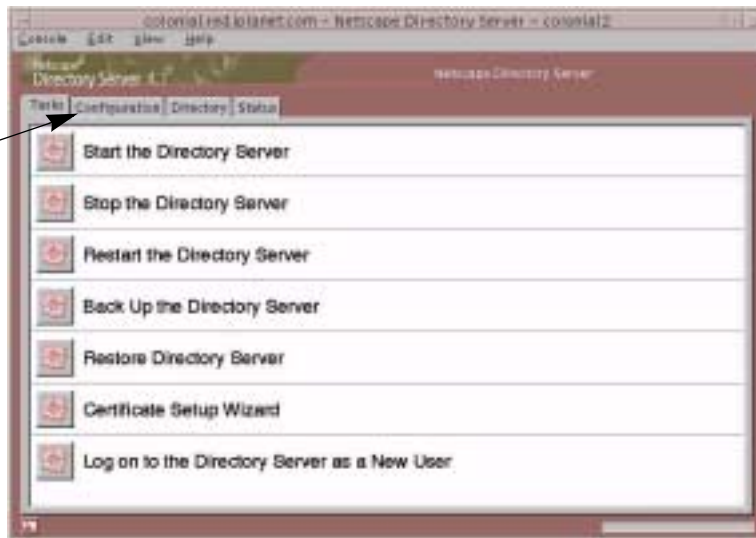 colonial.red.iplanet.com - Netscape Directory Server - colonial2
Console Edit View Help
Netscape
Directory Server 4.1
Netscape Directory Server
Tasks Configuration Directory Status
Start the Directory Server
Stop the Directory Server
Restart the Directory Server
Back Up the Directory Server
Restore Directory Server
Certificate Setup Wizard
Log on to the Directory Server as a New User